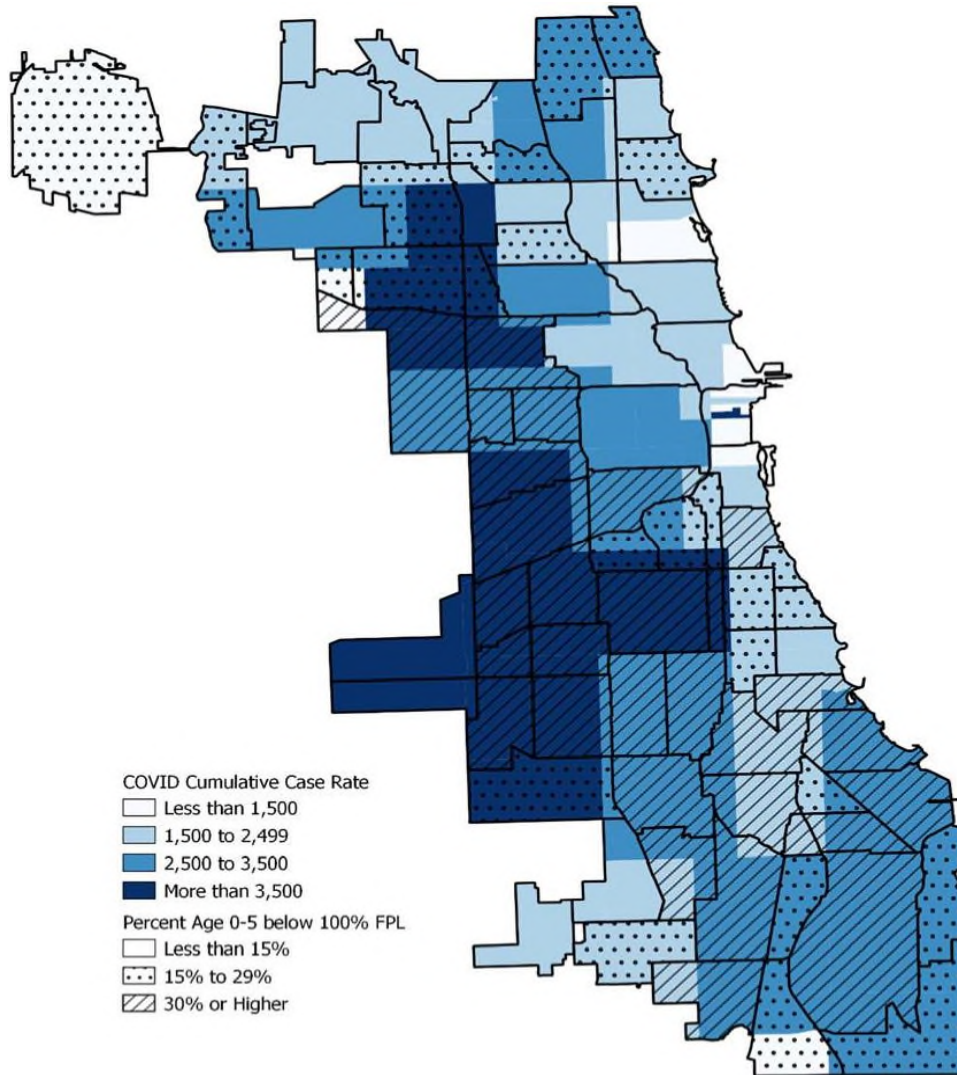 COVID Cumulative Case Rate
Less than 1,500
1,500 to 2,499
2,500 to 3,500
More than 3,500
Percent Age 0-5 below 100% FPL
Less than 15%
15% to 29%
30% or Higher